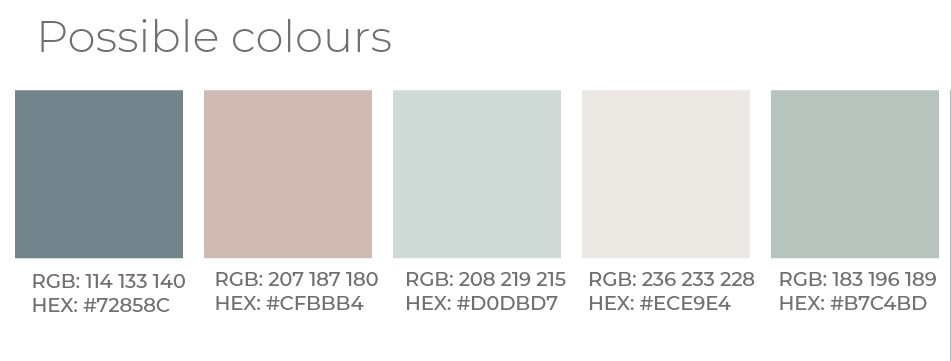 Possible colours
RGB: 114 133 140
HEX: #72858C
RGB: 207 187 180
HEX: #CFBBB4
RGB: 208 219 215
HEX: #D0DBD7
RGB: 236 233 228
HEX: #ECE9E4
RGB: 183 196 189
HEX: #B7C4BD